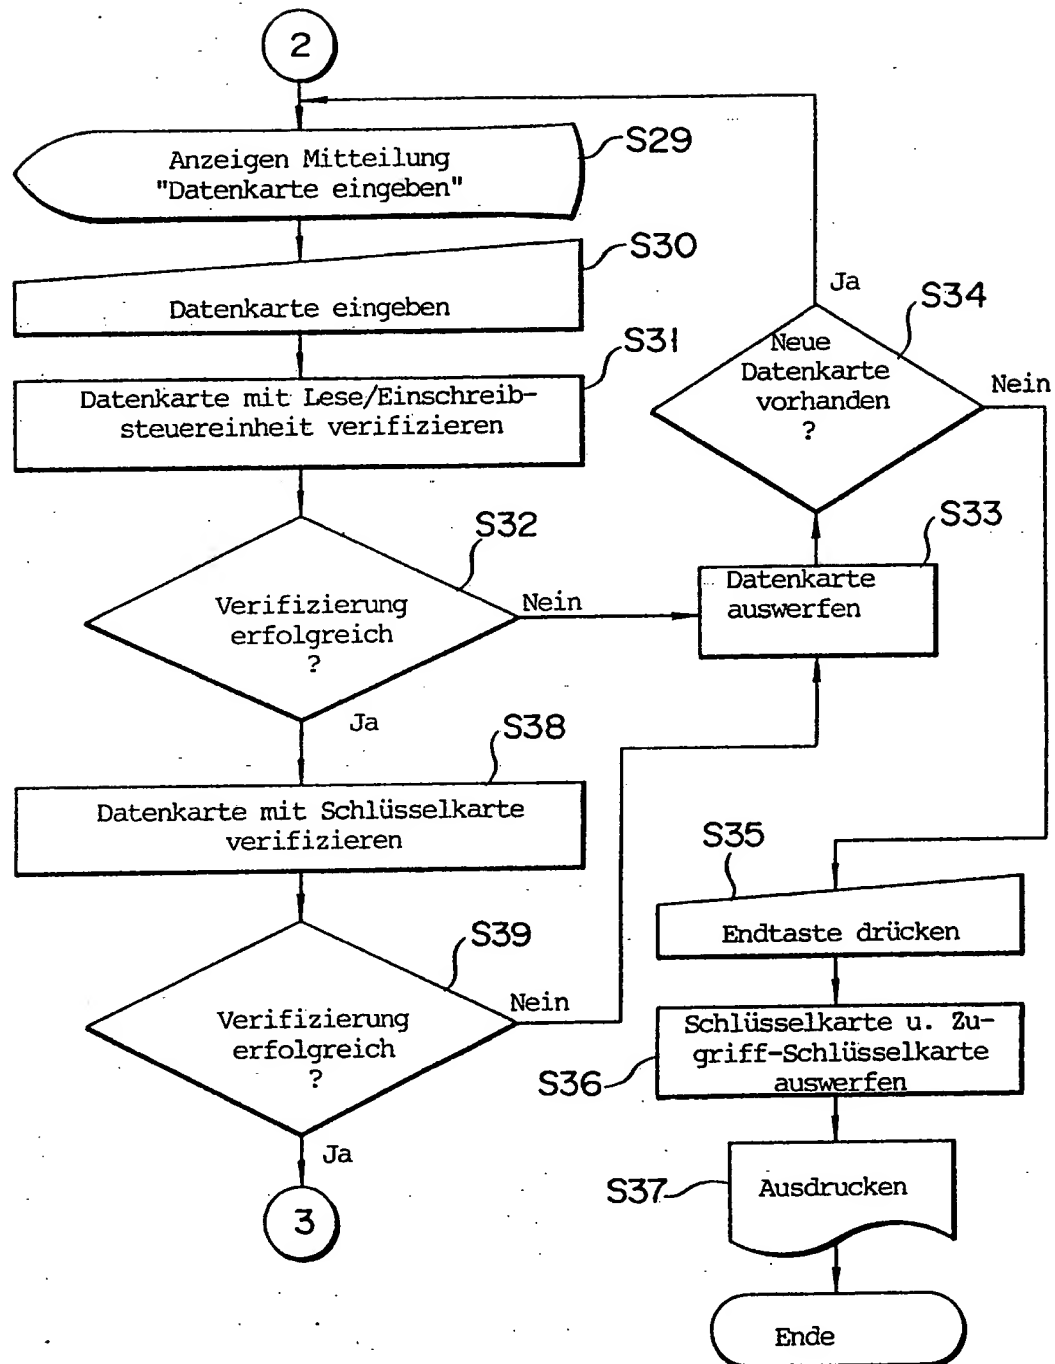 2
Anzeigen Mitteilung
"Datenkarte eingeben"
S29
Datenkarte eingeben
S30
Datenkarte mit Lese/Einschreib-
steuereinheit verifizieren
S31
Verifizierung
erfolgreich
?
S32
Nein
Ja
Datenkarte
auswerfen
S33
Neue
Datenkarte
vorhanden
?
S34
Ja
Nein
Datenkarte mit Schlüsselkarte
verifizieren
S38
Verifizierung
erfolgreich
?
S39
Nein
Ja
3
S35
Endtaste drücken
Schlüsselkarte u. Zu-
griff-Schlüsselkarte
auswerfen
S36
S37
Ausdrucken
Ende